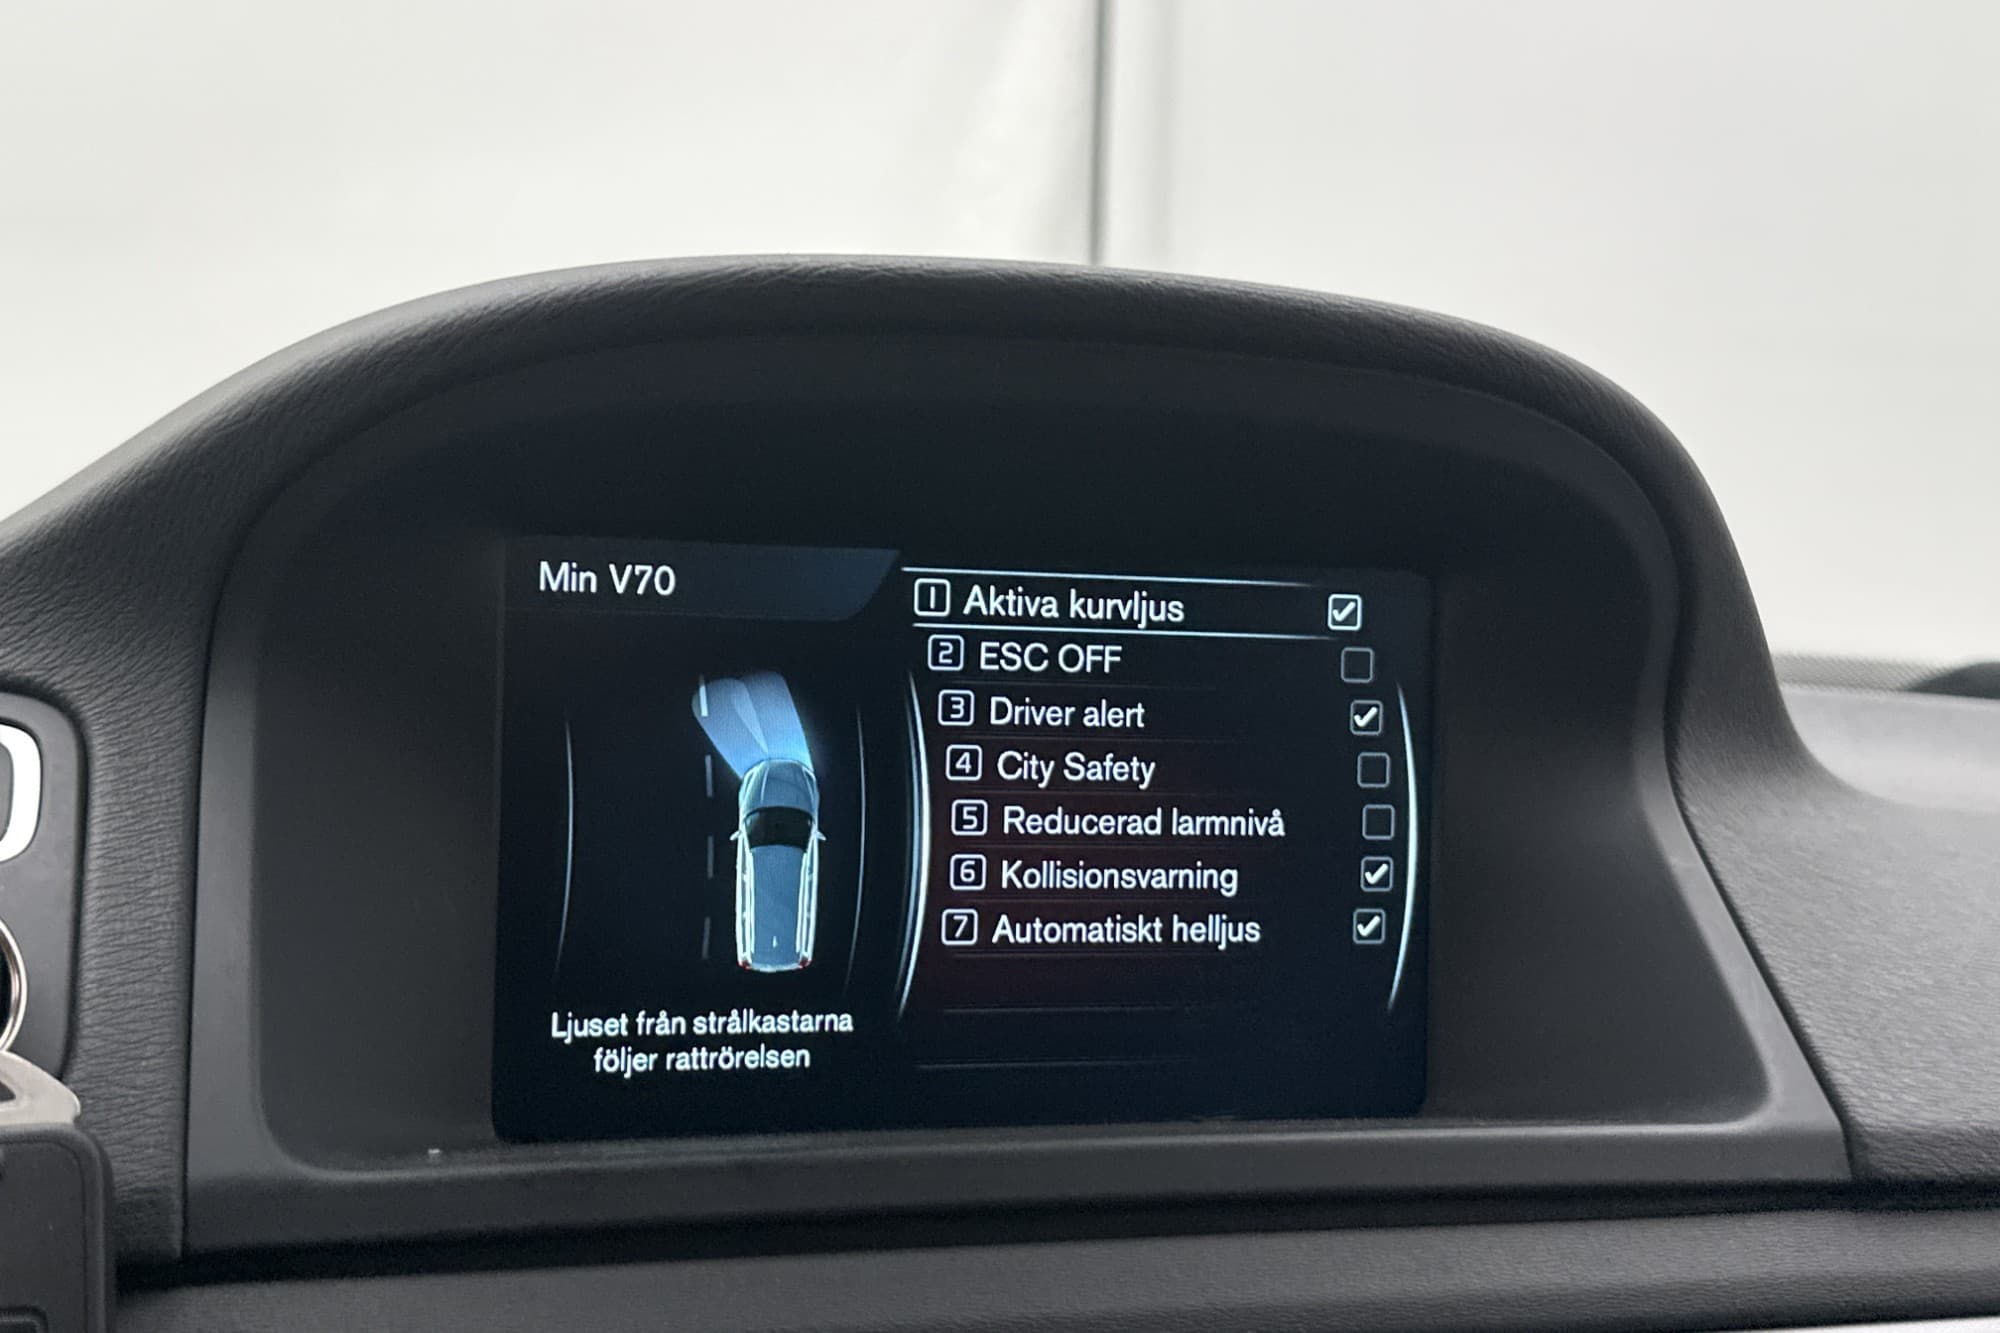 Min V70
1 Aktiva kurvljus
2 ESC OFF
3 Driver alert
4 City Safety
5 Reducerad larmnivå
6 Kollisionsvarning
7 Automatiskt helljus
Ljuset från strålkastarna
följer rattrörelsen